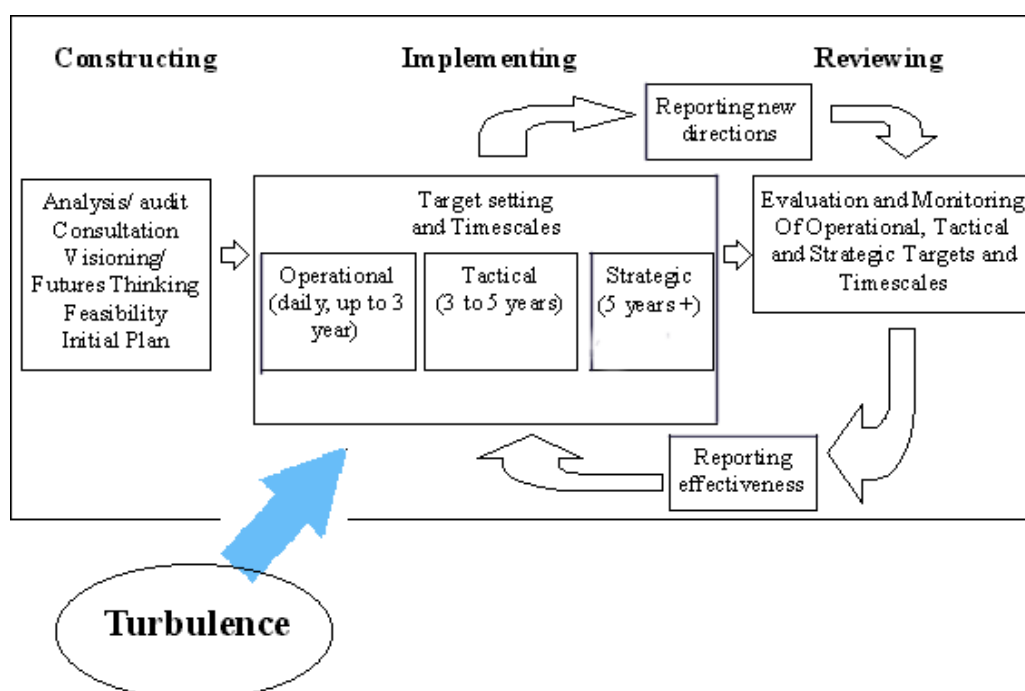 Constructing
Implementing
Reviewing
Reporting new
directions
Analysis/ audit
Consultation
Visioning/
Futures Thinking
Feasibility
Initial Plan
Target setting
and Timescales
Operational
(daily, up to 3
year)
Tactical
(3 to 5 years)
Strategic
(5 years+)
Evaluation and Monitoring
Of Operational, Tactical
and Strategic Targets and
Timescales
Reporting
effectiveness
Turbulence